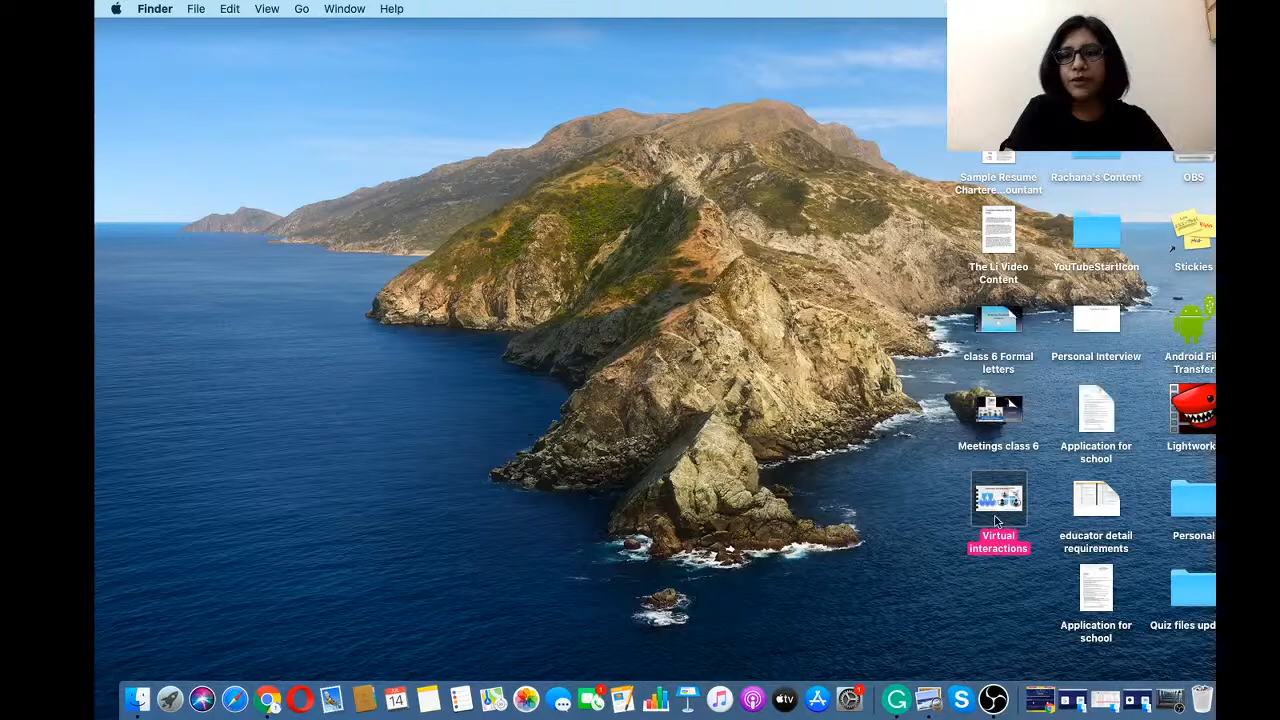 Finder File Edit View Go Window Help
Sample Resume
Chartere...ountant
Rachana's Content
OBS
The Li Video
Content
YouTubeStartIcon
Stickies
class 6 Formal
letters
Personal Interview
Android Fil
Transfer
Meetings class 6
Application for
school
Lightwork
Virtual
interactions
educator detail
requirements
Personal
Application for
school
Quiz files upd
14